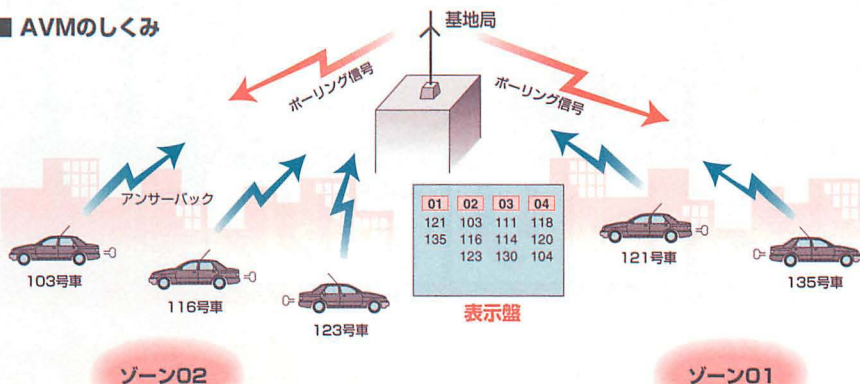 ■ AVMのしくみ
基地局
ポーリング信号
ポーリング信号
アンサーバック
103号車
116号車
123号車
01 02 03 04
121 103 111 118
135 116 114 120
123 130 104
表示盤
121号車
135号車
ゾーン02
ゾーン01